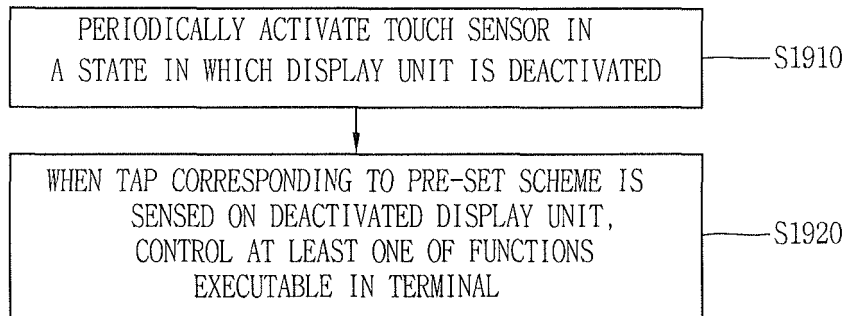 PERIODICALLY ACTIVATE TOUCH SENSOR IN
A STATE IN WHICH DISPLAY UNIT IS DEACTIVATED
S1910
WHEN TAP CORRESPONDING TO PRE-SET SCHEME IS
SENSED ON DEACTIVATED DISPLAY UNIT,
CONTROL AT LEAST ONE OF FUNCTIONS
EXECUTABLE IN TERMINAL
S1920